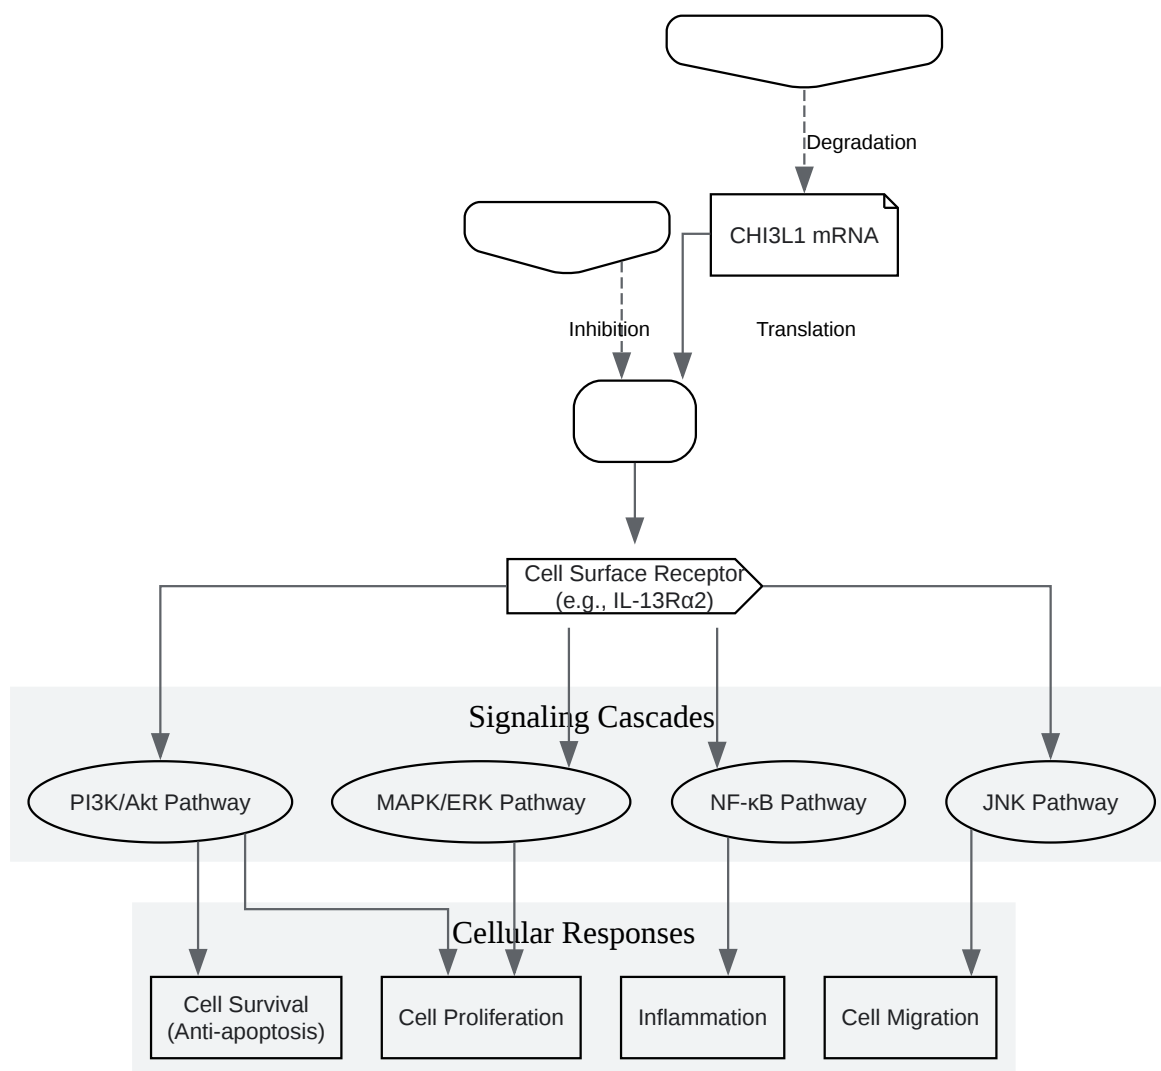 Degradation
CHI3L1 mRNA
Inhibition
Translation
Cell Surface Receptor
(e.g., IL-13Rα2)
Signaling Cascades
PI3K/Akt Pathway
MAPK/ERK Pathway
NF-κB Pathway
JNK Pathway
Cellular Responses
Cell Survival
(Anti-apoptosis)
Cell Proliferation
Inflammation
Cell Migration